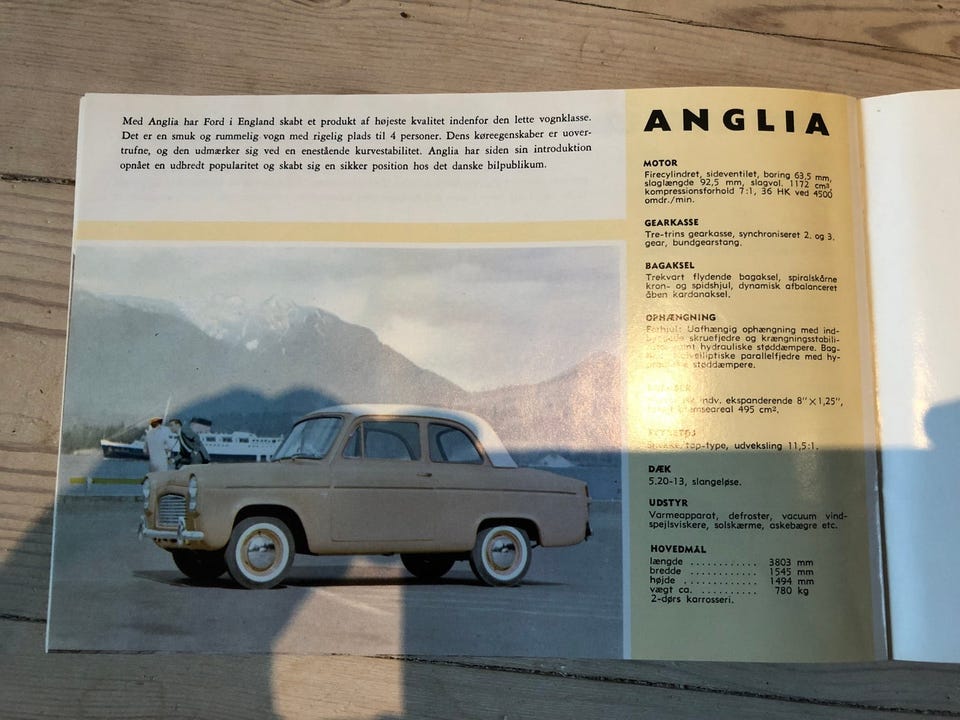 Med Anglia har Ford i England skabt et produkt af højeste kvalitet indenfor den lette vognklasse.
Det er en smuk og rummelig vogn med rigelig plads til 4 personer. Dens køreegenskaber er uover-
trufne, og den udmærker sig ved en enestående kurvestabilitet. Anglia har siden sin introduktion
opnået en udbredt popularitet og skabt sig en sikker position hos det danske bilpublikum.
ANGLIA
MOTOR
Firecylindret, sideventilet, boring 63,5 mm,
slaglængde 92,5 mm, slagvol. 1172 cm³,
kompressionsforhold 7:1, 36 HK ved 4500
omdr./min.
GEARKASSE
Tre-trins gearkasse, synchroniseret 2. og 3.
gear, bundgearstang.
BAGAKSEL
Trekvart flydende bagaksel, spiralskårne
kron- og spidshjul, dynamisk afbalanceret
åben kardanaksel.
OPHÆNGNING
Forhjul: Uafhængig ophængning med ind-
skruefjedre og krængningsstabili-
hydrauliske støddæmpere. Bag-
parallelfjedre med hy-
støddæmpere.
indv. ekspanderende 8"×1,25",
495 cm².
udveksling 11,5:1.
DÆK
5.20-13, slangeløse.
UDSTYR
Varmeapparat, defroster, vacuum vind-
spejlsviskere, solskærme, askebægre etc.
HOVEDMÅL
længde ............ 3803 mm
bredde ............ 1545 mm
højde ............ 1494 mm
vægt ca. .......... 780 kg
2-dørs karrosseri.